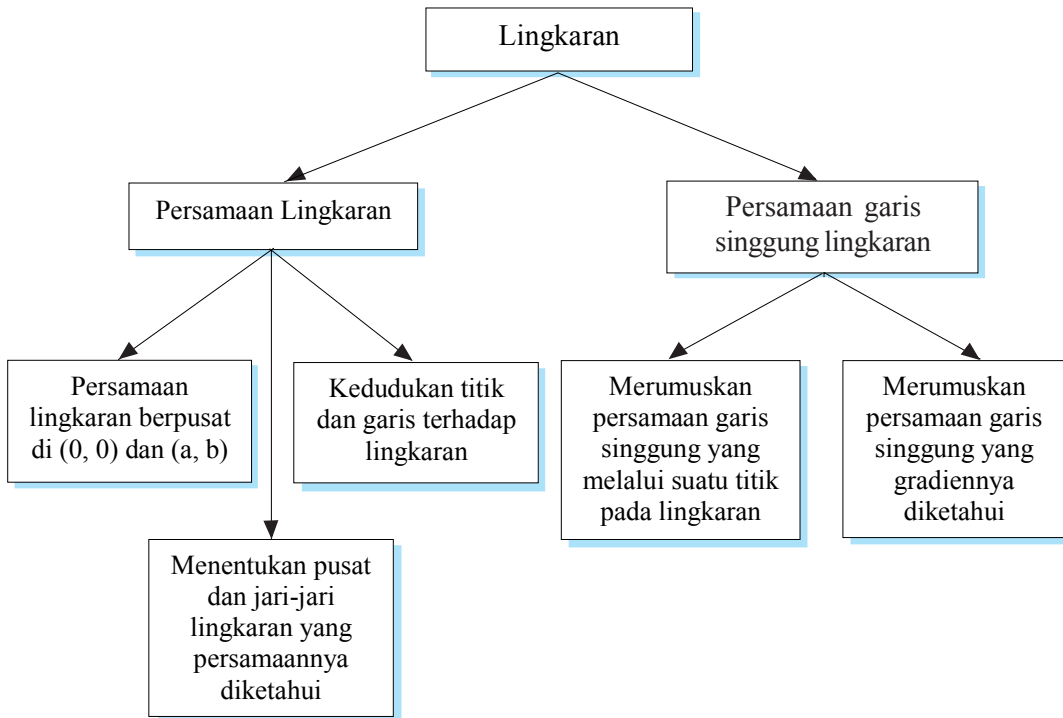 Lingkaran
Persamaan Lingkaran
Persamaan garis
singgung lingkaran
Persamaan
lingkaran berpusat
di (0, 0) dan (a, b)
Kedudukan titik
dan garis terhadap
lingkaran
Merumuskan
persamaan garis
singgung yang
melalui suatu titik
pada lingkaran
Merumuskan
persamaan garis
singgung yang
gradiennya
diketahui
Menentukan pusat
dan jari-jari
lingkaran yang
persamaannya
diketahui